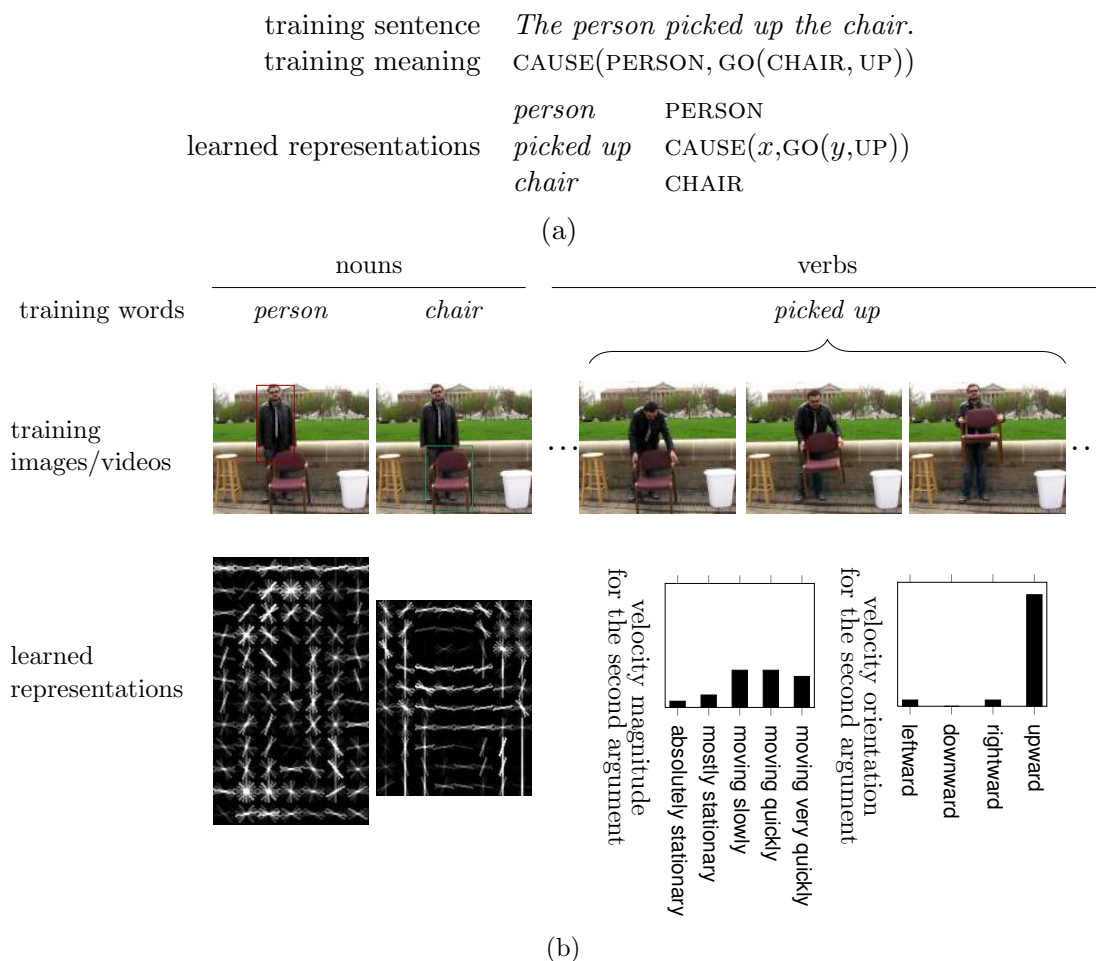 training sentence The person picked up the chair.
training meaning CAUSE(PERSON, GO(CHAIR, UP))
person PERSON
learned representations picked up CAUSE(x,GO(y,UP))
chair CHAIR
(a)
nouns verbs
training words person chair picked up
training
images/videos
... ..
learned
representations
velocity magnitude
for the second argument
absolutely stationary
mostly stationary
moving slowly
moving quickly
moving very quickly
velocity orientation
for the second argument
leftward
downward
rightward
upward
(b)